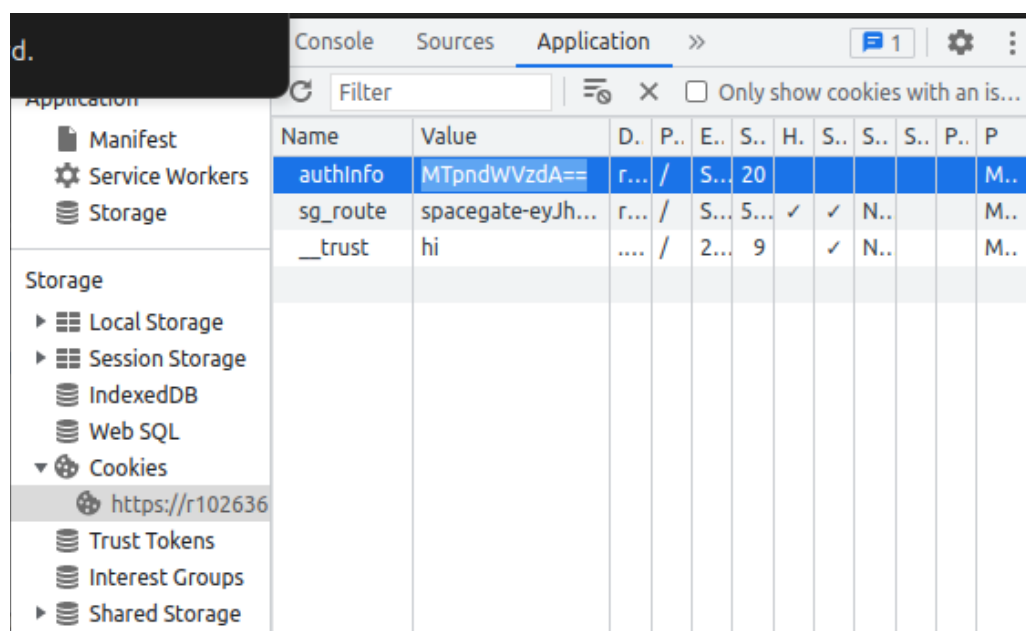 d.
Console Sources Application »
1
Application
Filter
Only show cookies with an is...
Manifest
Service Workers
Storage
Name Value D.. P.. E.. S.. H. S.. S.. S.. P.. P
authInfo MTpndWVzdA== r... / S... 20 M..
sg_route spacegate-eyJh... r... / S... 5... ✓ ✓ N.. M..
__trust hi .... / 2... 9 ✓ N.. M..
Storage
Local Storage
Session Storage
IndexedDB
Web SQL
Cookies
https://r102636
Trust Tokens
Interest Groups
Shared Storage